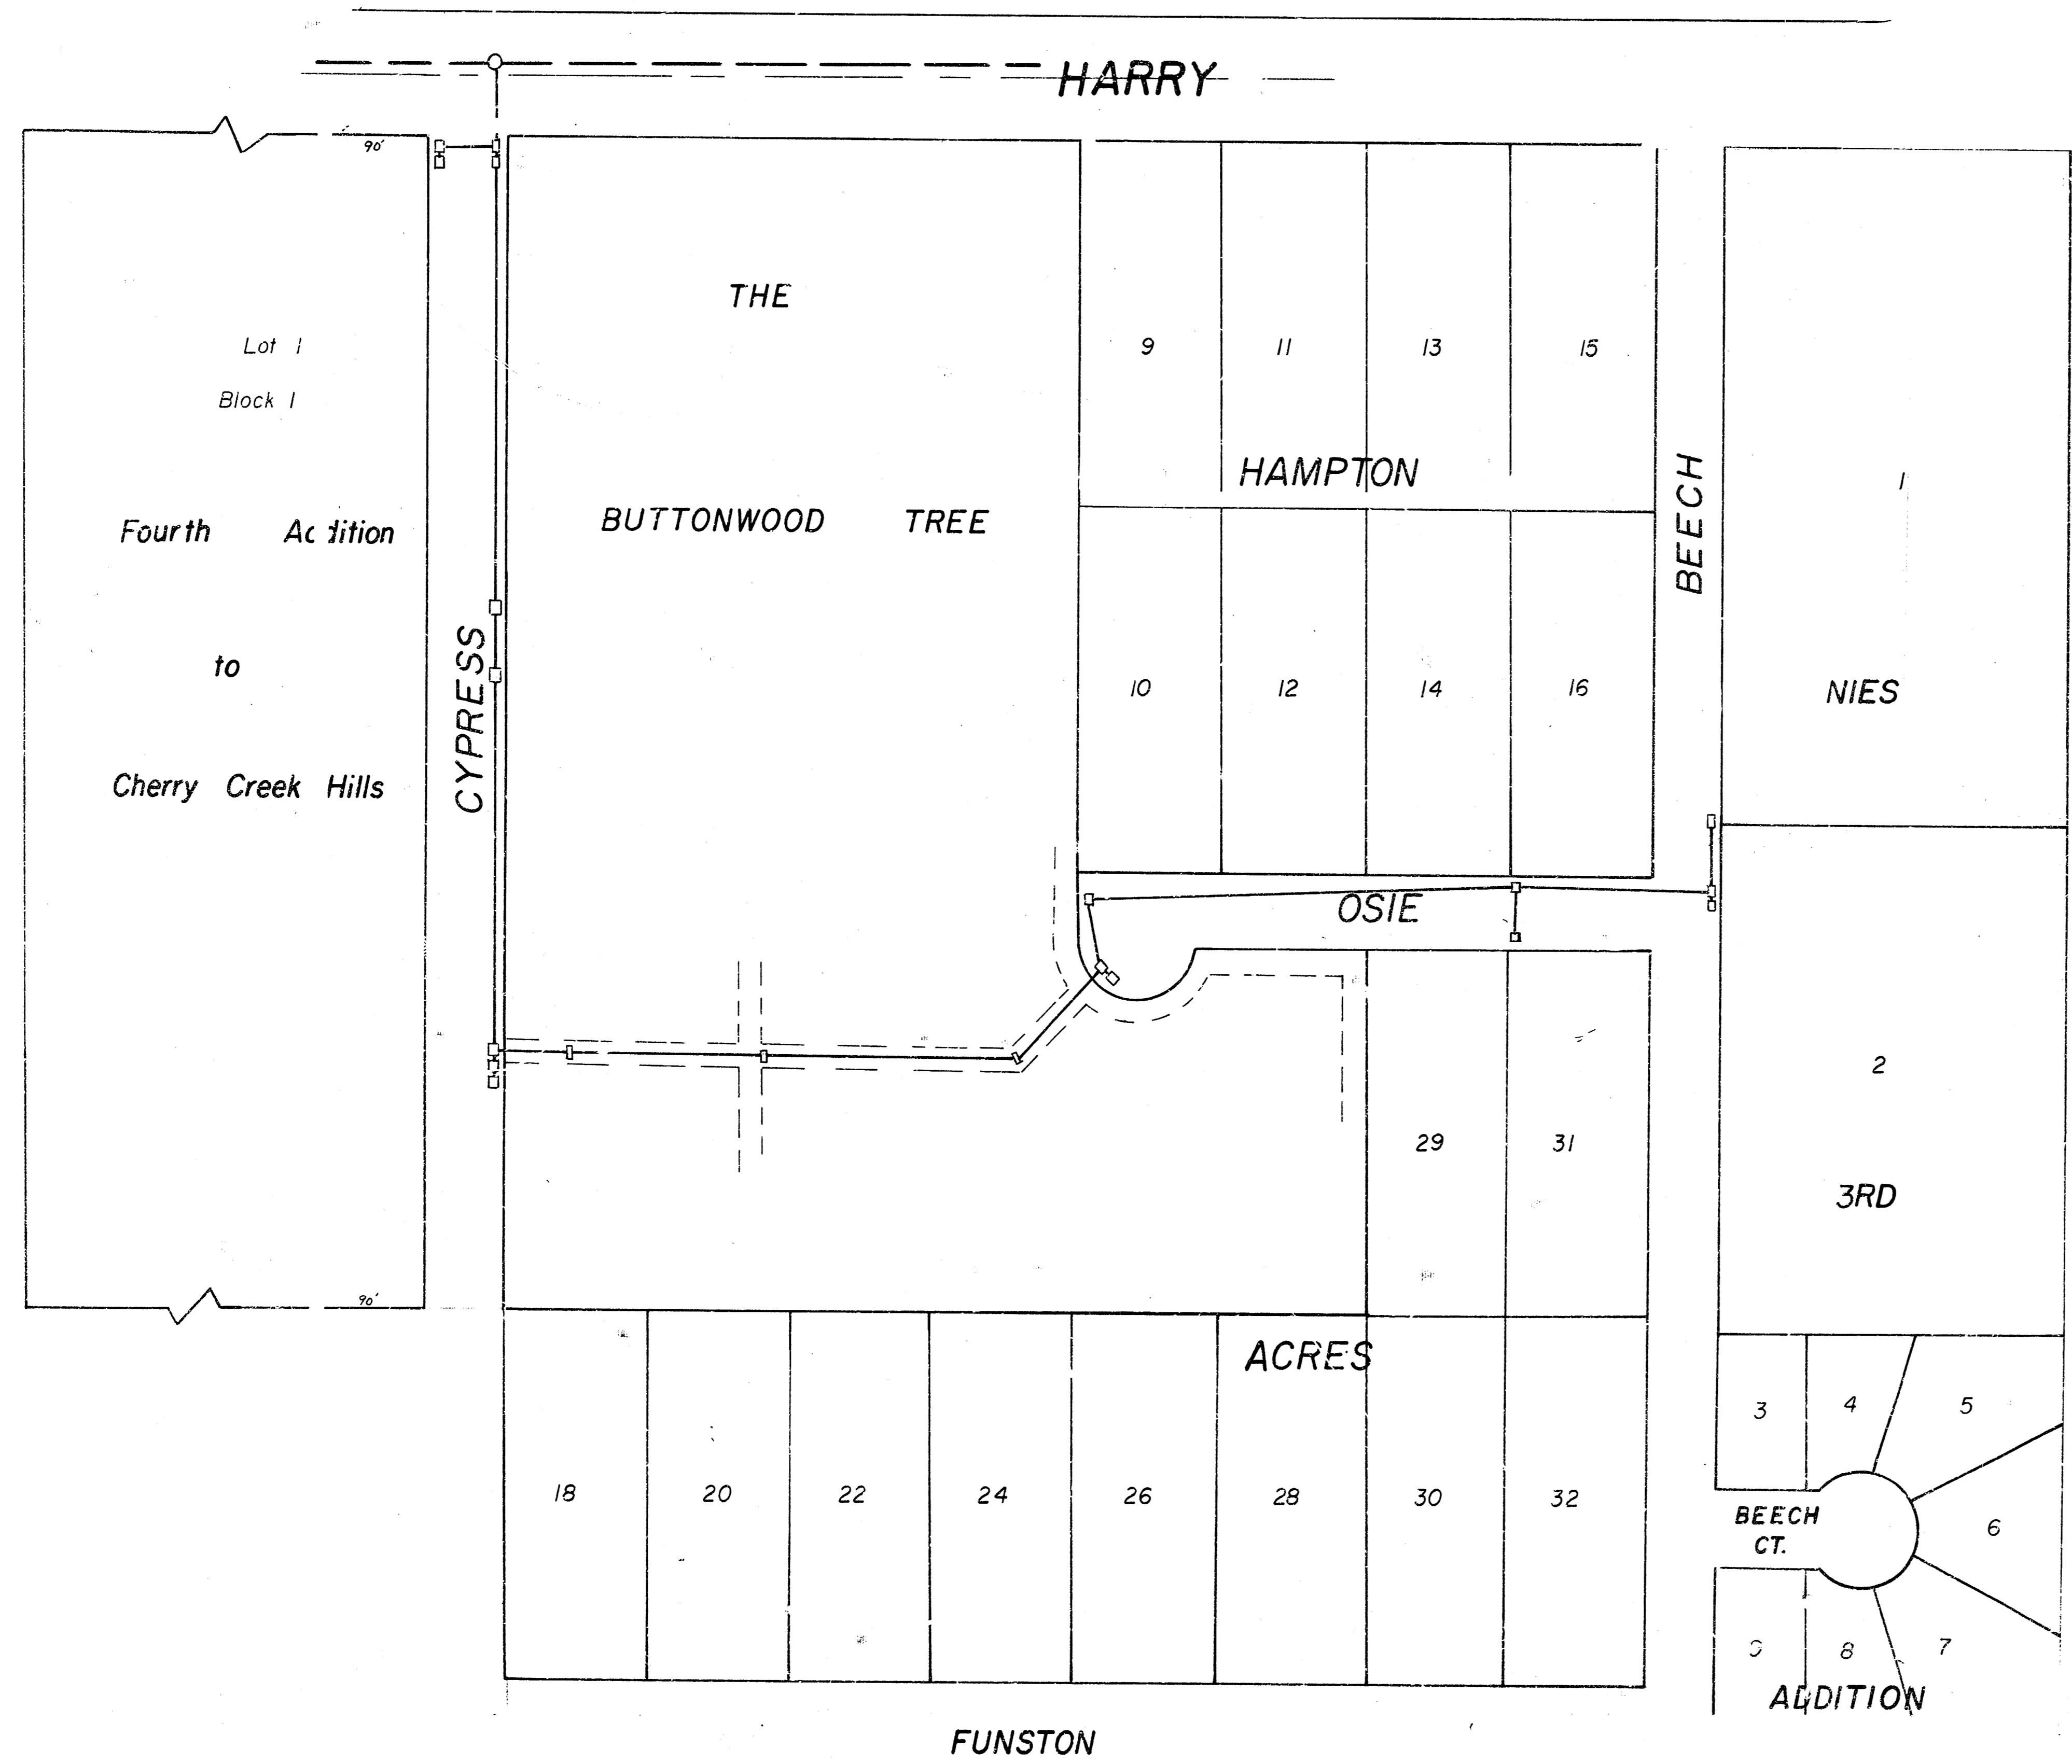 HARRY
90'
THE
Lot 1
Block 1
9 11 13 15
HAMPTON
BEECH
1
Fourth
BUTTONWOOD TREE
to
CYPRESS
10 12 14 16
NIES
Cherry Creek Hills
OSIE
2
29 31
3RD
90'
ACRES
3 4 5
18 20 22 24 26 28 30 32
BEECH
CT.
6
8 7
ADDITION
FUNSTON